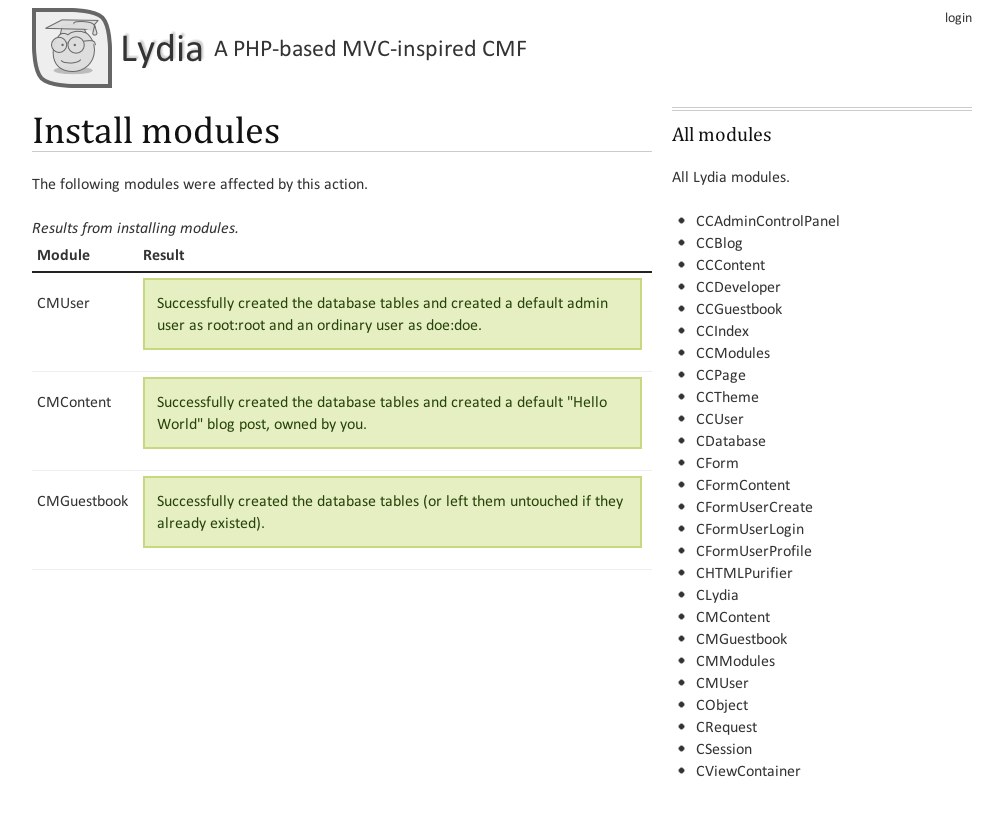 login
Lydia A PHP-based MVC-inspired CMF
Install modules
The following modules were affected by this action.
Results from installing modules.
Module Result
CMUser
Successfully created the database tables and created a default admin
user as root:root and an ordinary user as doe:doe.
CMContent
Successfully created the database tables and created a default "Hello
World" blog post, owned by you.
CMGuestbook
Successfully created the database tables (or left them untouched if they
already existed).
All modules
All Lydia modules.
CCAdminControlPanel
CCBlog
CCContent
CCDeveloper
CCGuestbook
CCIndex
CCModules
CCPage
CCTheme
CCUser
CDatabase
CForm
CFormContent
CFormUserCreate
CFormUserLogin
CFormUserProfile
CHTMLPurifier
CLydia
CMContent
CMGuestbook
CMModules
CMUser
CObject
CRequest
CSession
CViewContainer